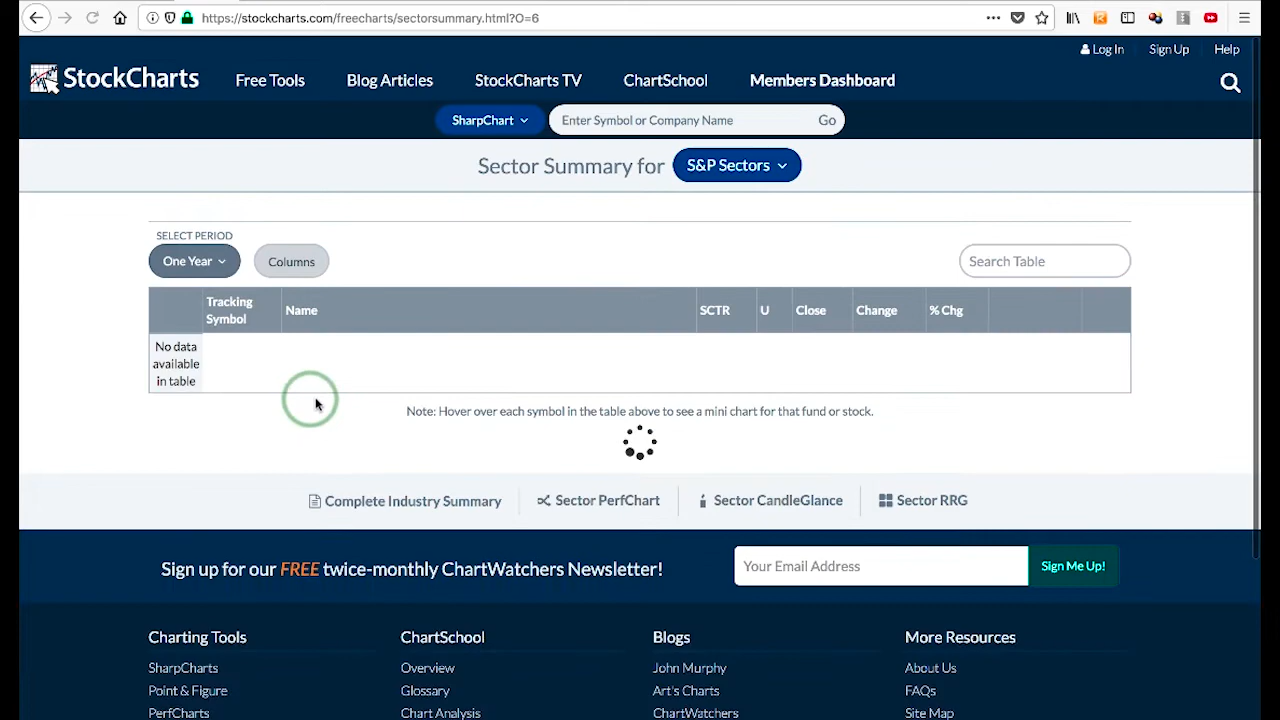 https://stockcharts.com/freecharts/sectorsummary.html?O=6
Log In Sign Up Help
StockCharts Free Tools Blog Articles StockCharts TV ChartSchool Members Dashboard
SharpChart Enter Symbol or Company Name Go
Sector Summary for S&P Sectors
SELECT PERIOD
One Year Columns Search Table
Tracking Symbol Name SCTR U Close Change % Chg
No data
available
in table
Note: Hover over each symbol in the table above to see a mini chart for that fund or stock.
Complete Industry Summary Sector PerfChart Sector CandleGlance Sector RRG
Sign up for our FREE twice-monthly ChartWatchers Newsletter! Your Email Address Sign Me Up!
Charting Tools ChartSchool Blogs More Resources
SharpCharts Overview John Murphy About Us
Point & Figure Glossary Art's Charts FAQs
PerfCharts Chart Analysis ChartWatchers Site Map